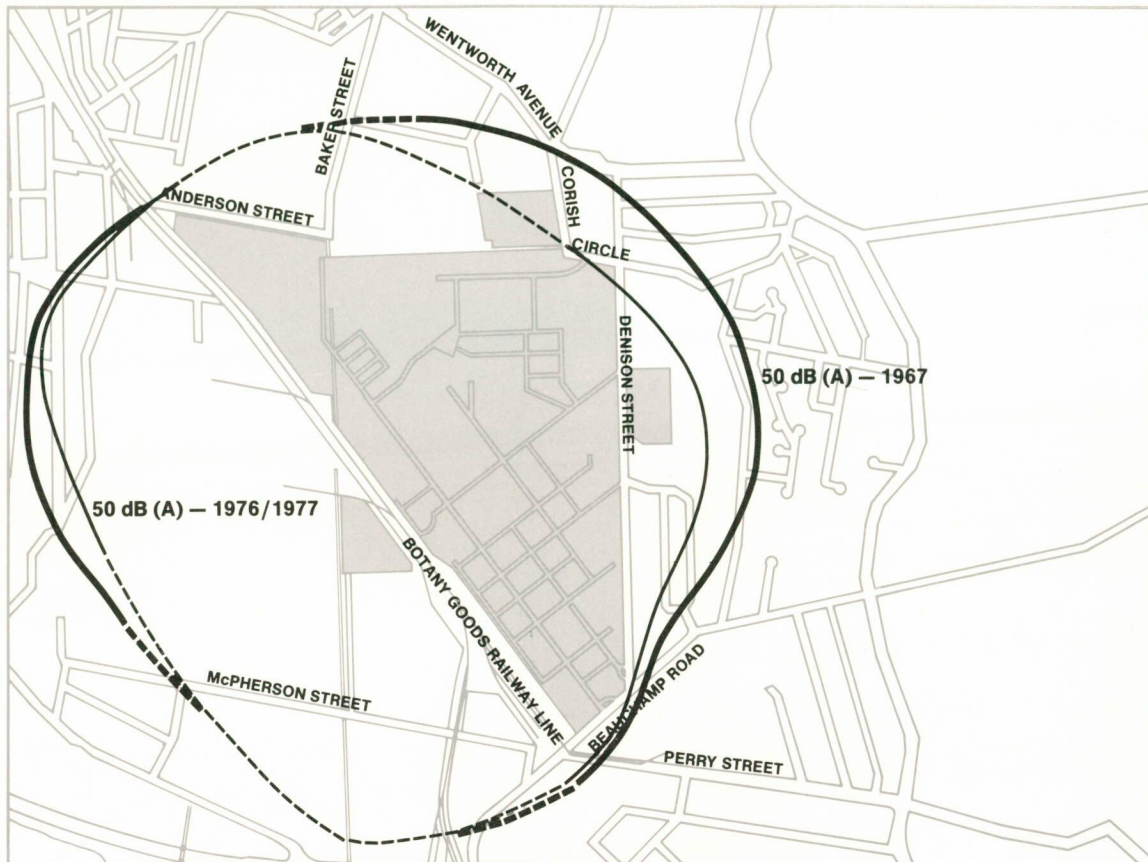 WENTWORTH AVENUE
BAKER STREET
ANDERSON STREET
CORISH
CIRCLE
DENISON STREET
50 dB (A) — 1967
50 dB (A) — 1976/1977
BOTANY GOODS RAILWAY LINE
McPHERSON STREET
BEAUCHAMP ROAD
PERRY STREET